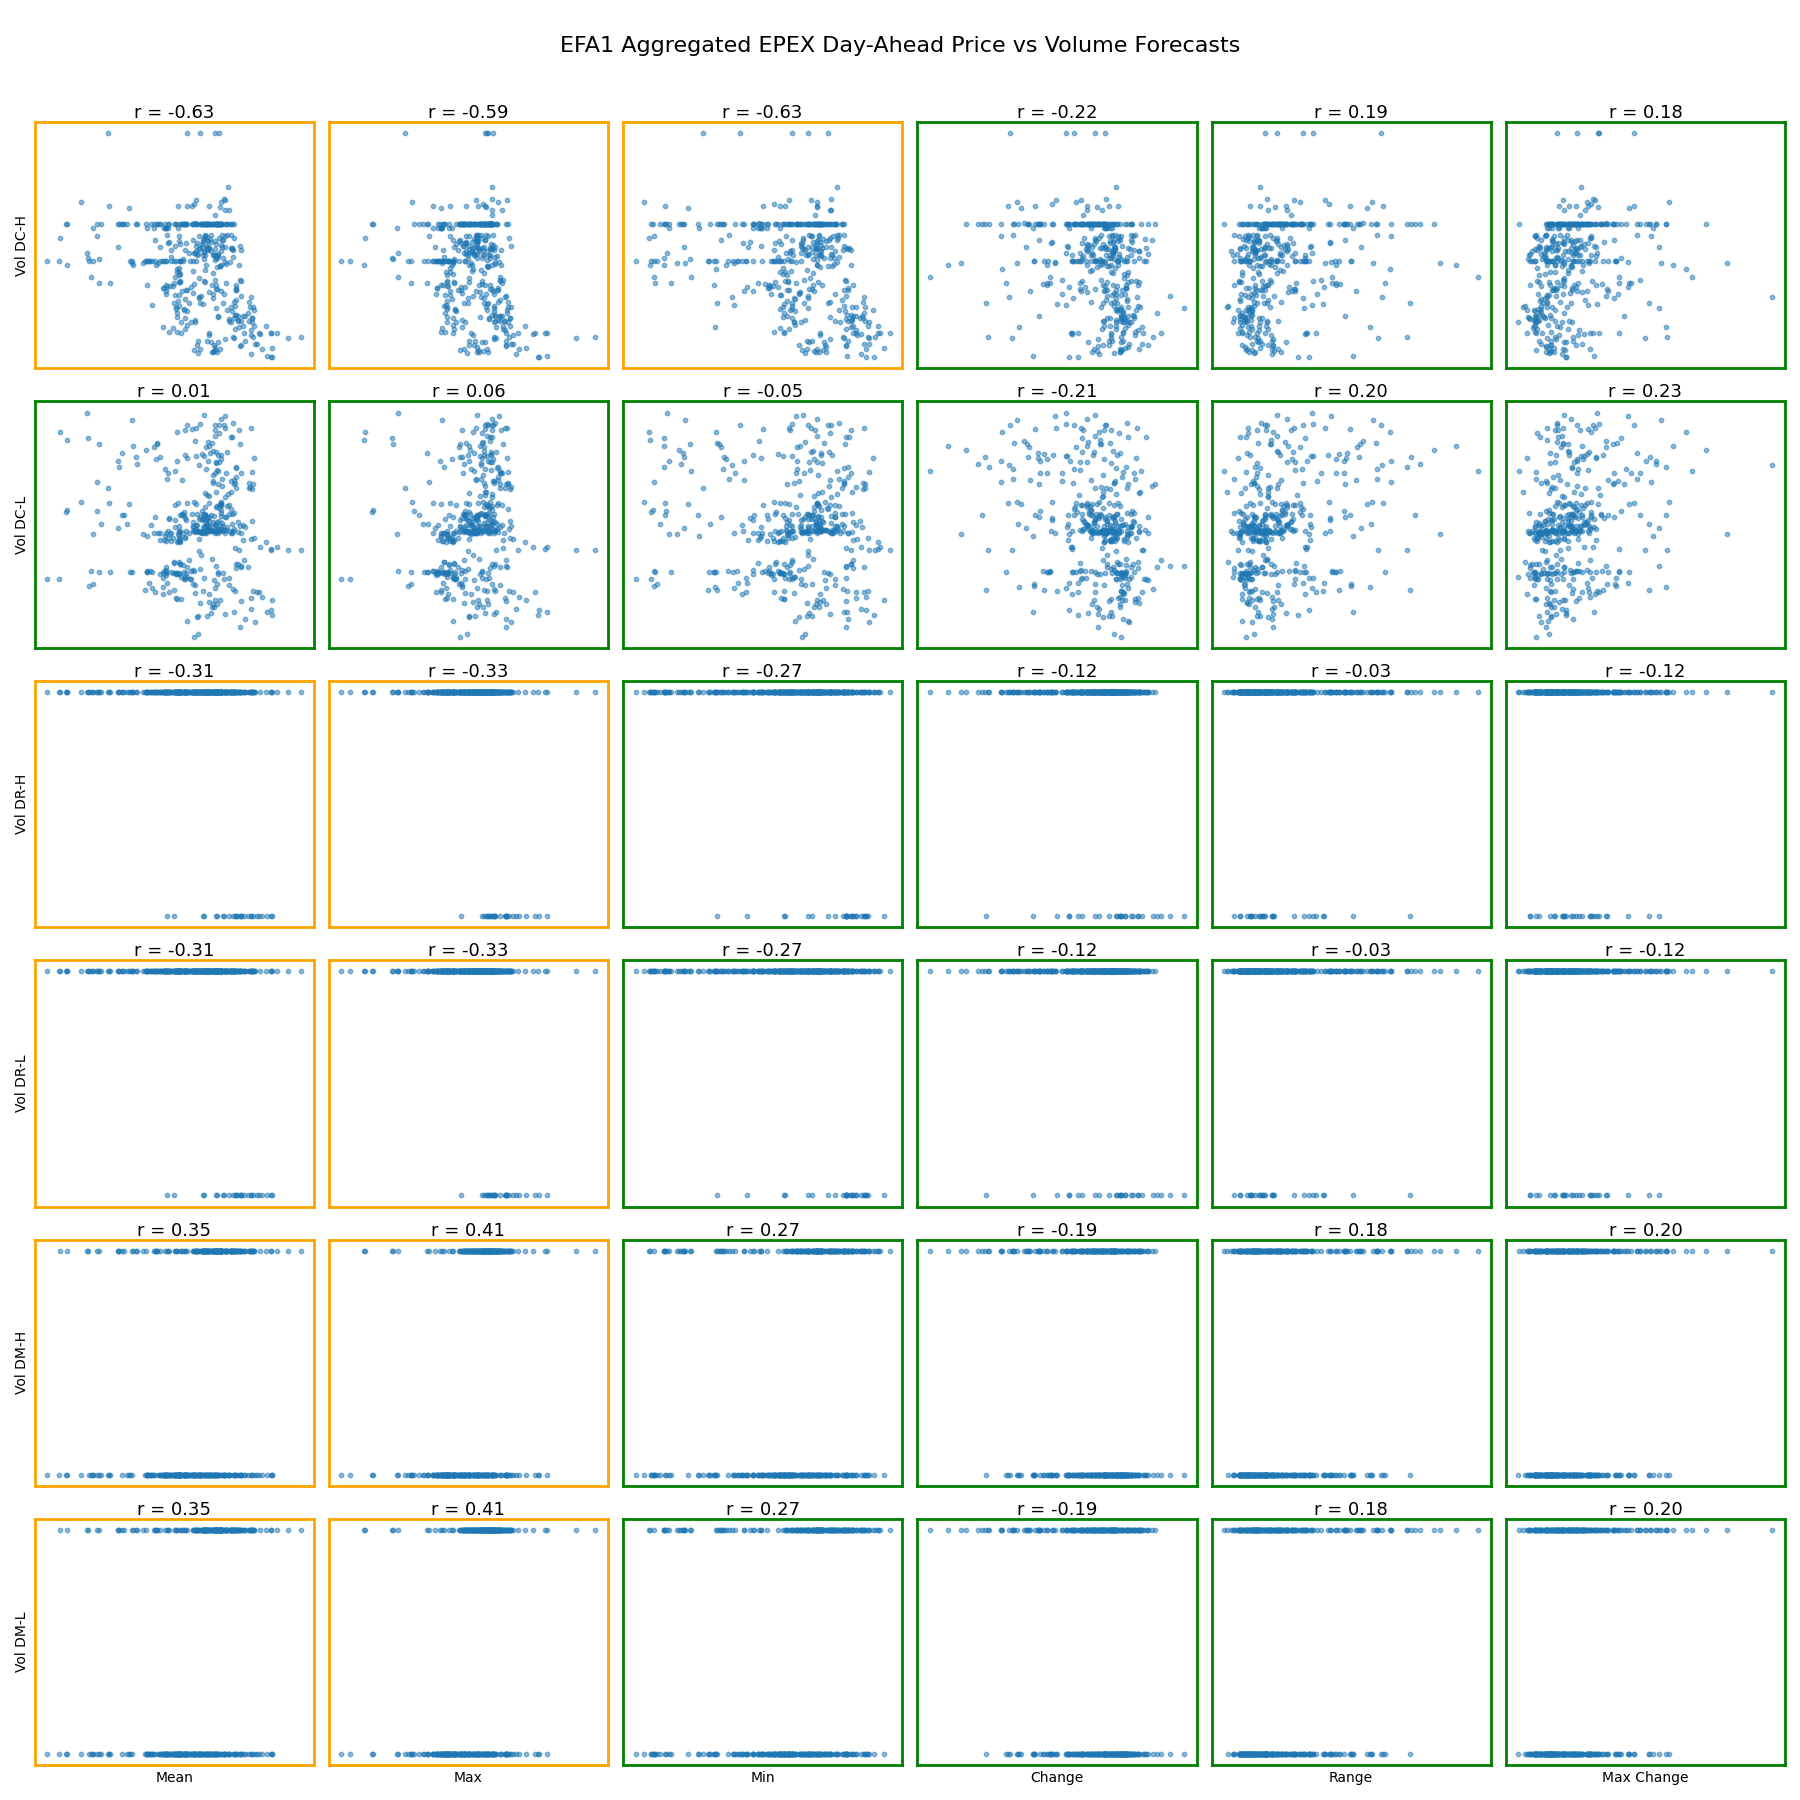 EFA1 Aggregated EPEX Day-Ahead Price vs Volume Forecasts
r = -0.63
r = -0.59
r = -0.63
r = -0.22
r = 0.19
r = 0.18
Vol DC-H
r = 0.01
r = 0.06
r = -0.05
r = -0.21
r = 0.20
r = 0.23
Vol DC-L
r = -0.31
r = -0.33
r = -0.27
r = -0.12
r = -0.03
r = -0.12
Vol DR-H
r = -0.31
r = -0.33
r = -0.27
r = -0.12
r = -0.03
r = -0.12
Vol DR-L
r = 0.35
r = 0.41
r = 0.27
r = -0.19
r = 0.18
r = 0.20
Vol DM-H
r = 0.35
r = 0.41
r = 0.27
r = -0.19
r = 0.18
r = 0.20
Vol DM-L
Mean
Max
Min
Change
Range
Max Change